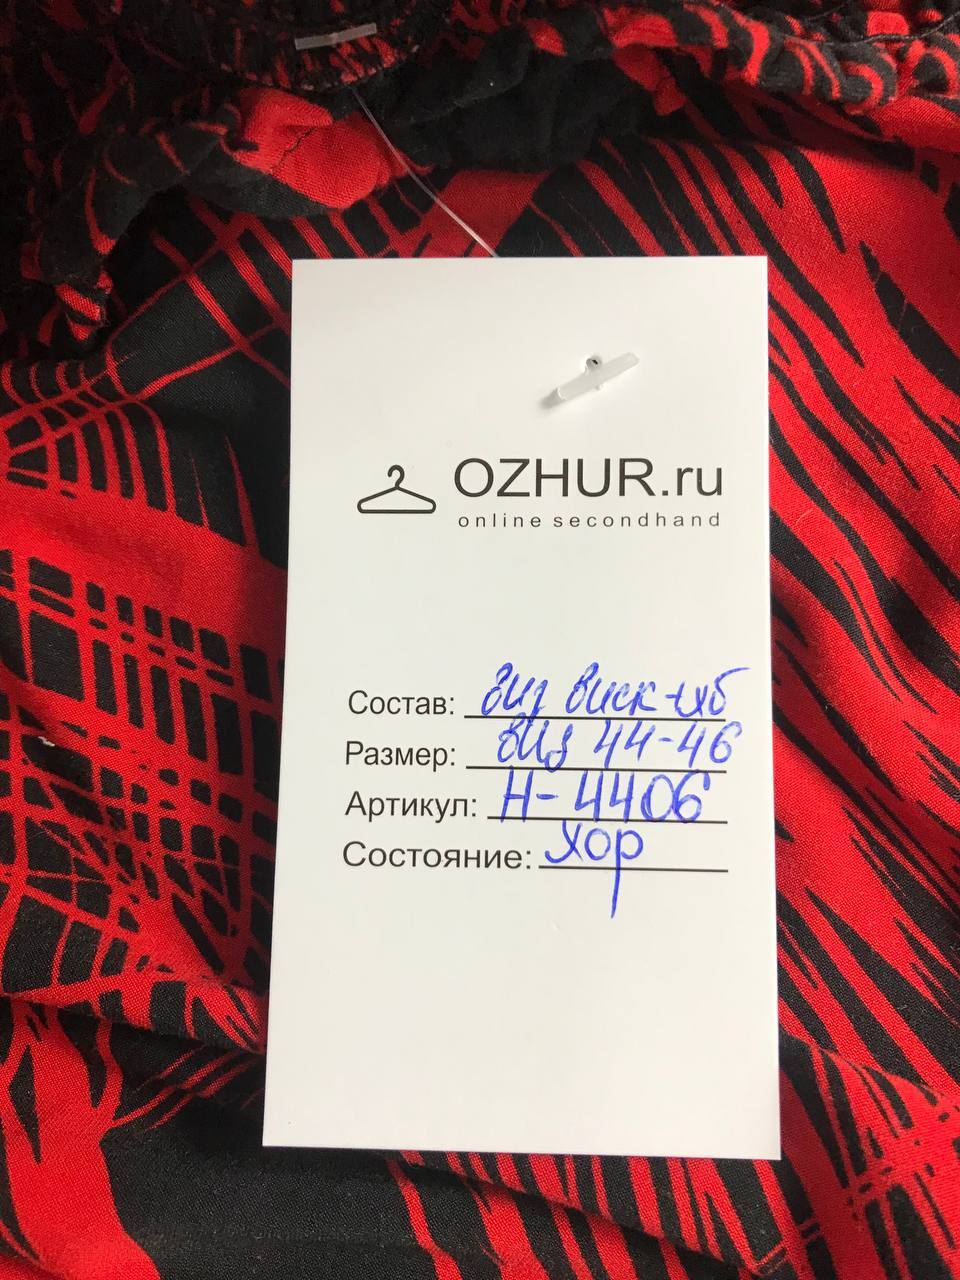 OZHUR.ru
online secondhand
Состав: виз виск-хб
Размер: виз 44-46
Артикул: Н-4406
Состояние: хор